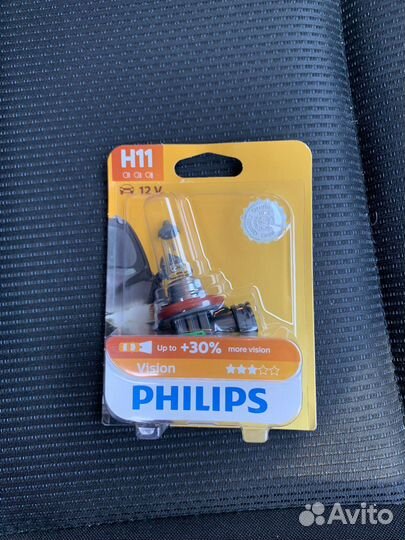 H11
12 V
Up to +30% more vision
Vision
PHILIPS
Avito